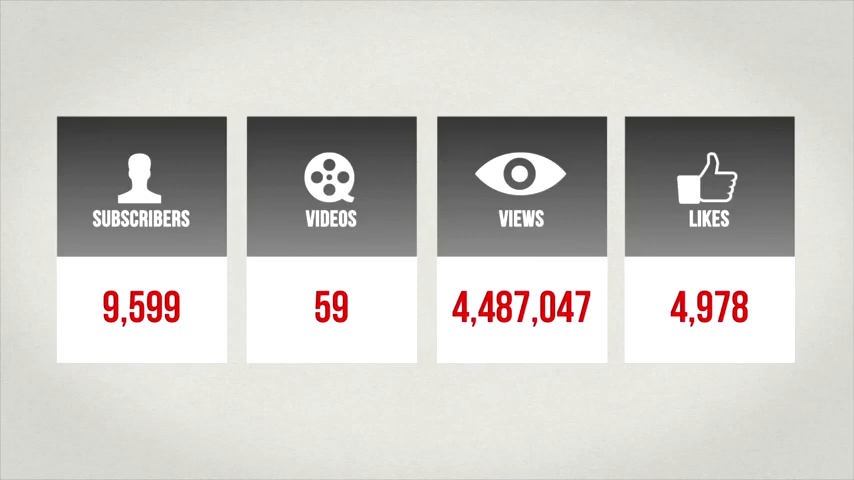 SUBSCRIBERS
9,599
VIDEOS
59
VIEWS
4,487,047
LIKES
4,978